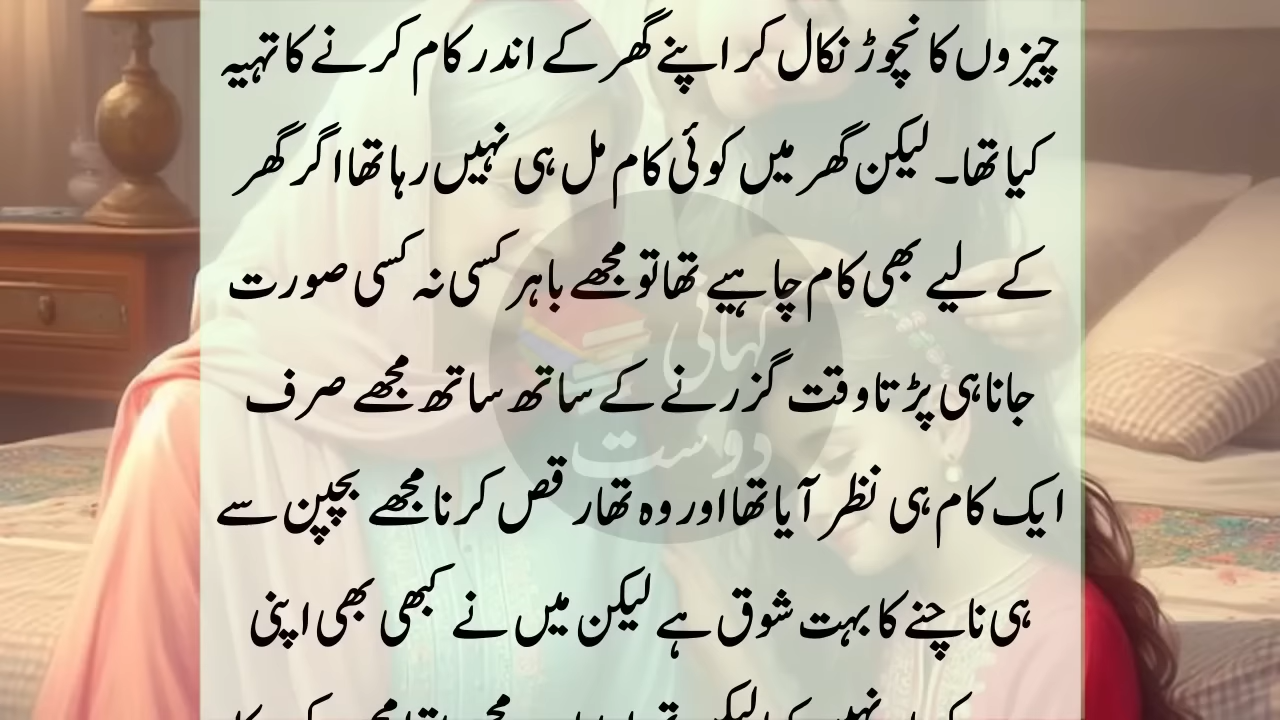 چیزوں کا نچوڑ نکال کر اپنے گھر کے اندر کام کرنے کا تہیہ
کیا تھا۔ لیکن گھر میں کوئی کام مل ہی نہیں رہا تھا اگر گھر
کے لیے بھی کام چاہیے تھا تو مجھے باہر کسی نہ کسی صورت
جانا ہی پڑتا وقت گزرنے کے ساتھ ساتھ مجھے صرف
ایک کام ہی نظر آیا تھا اور وہ تھا رقص کرنا مجھے بچپن سے
ہی ناچنے کا بہت شوق ہے لیکن میں نے کبھی بھی اپنی
کہانی
دوست